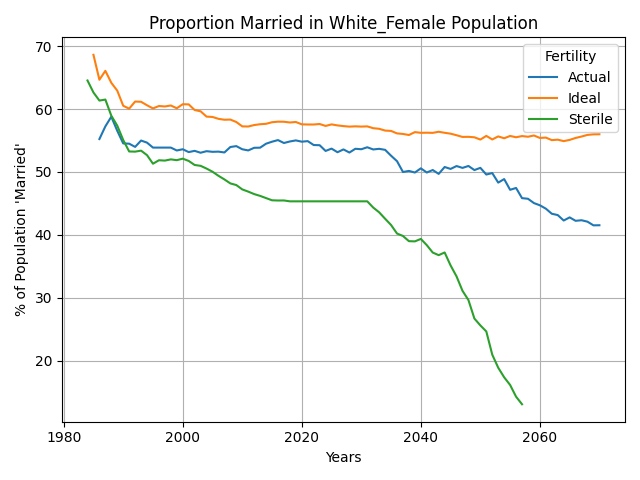 Proportion Married in White_Female Population
% of Population 'Married'
70
60
50
40
30
20
Fertility
Actual
Ideal
Sterile
1980
2000
2020
2040
2060
Years